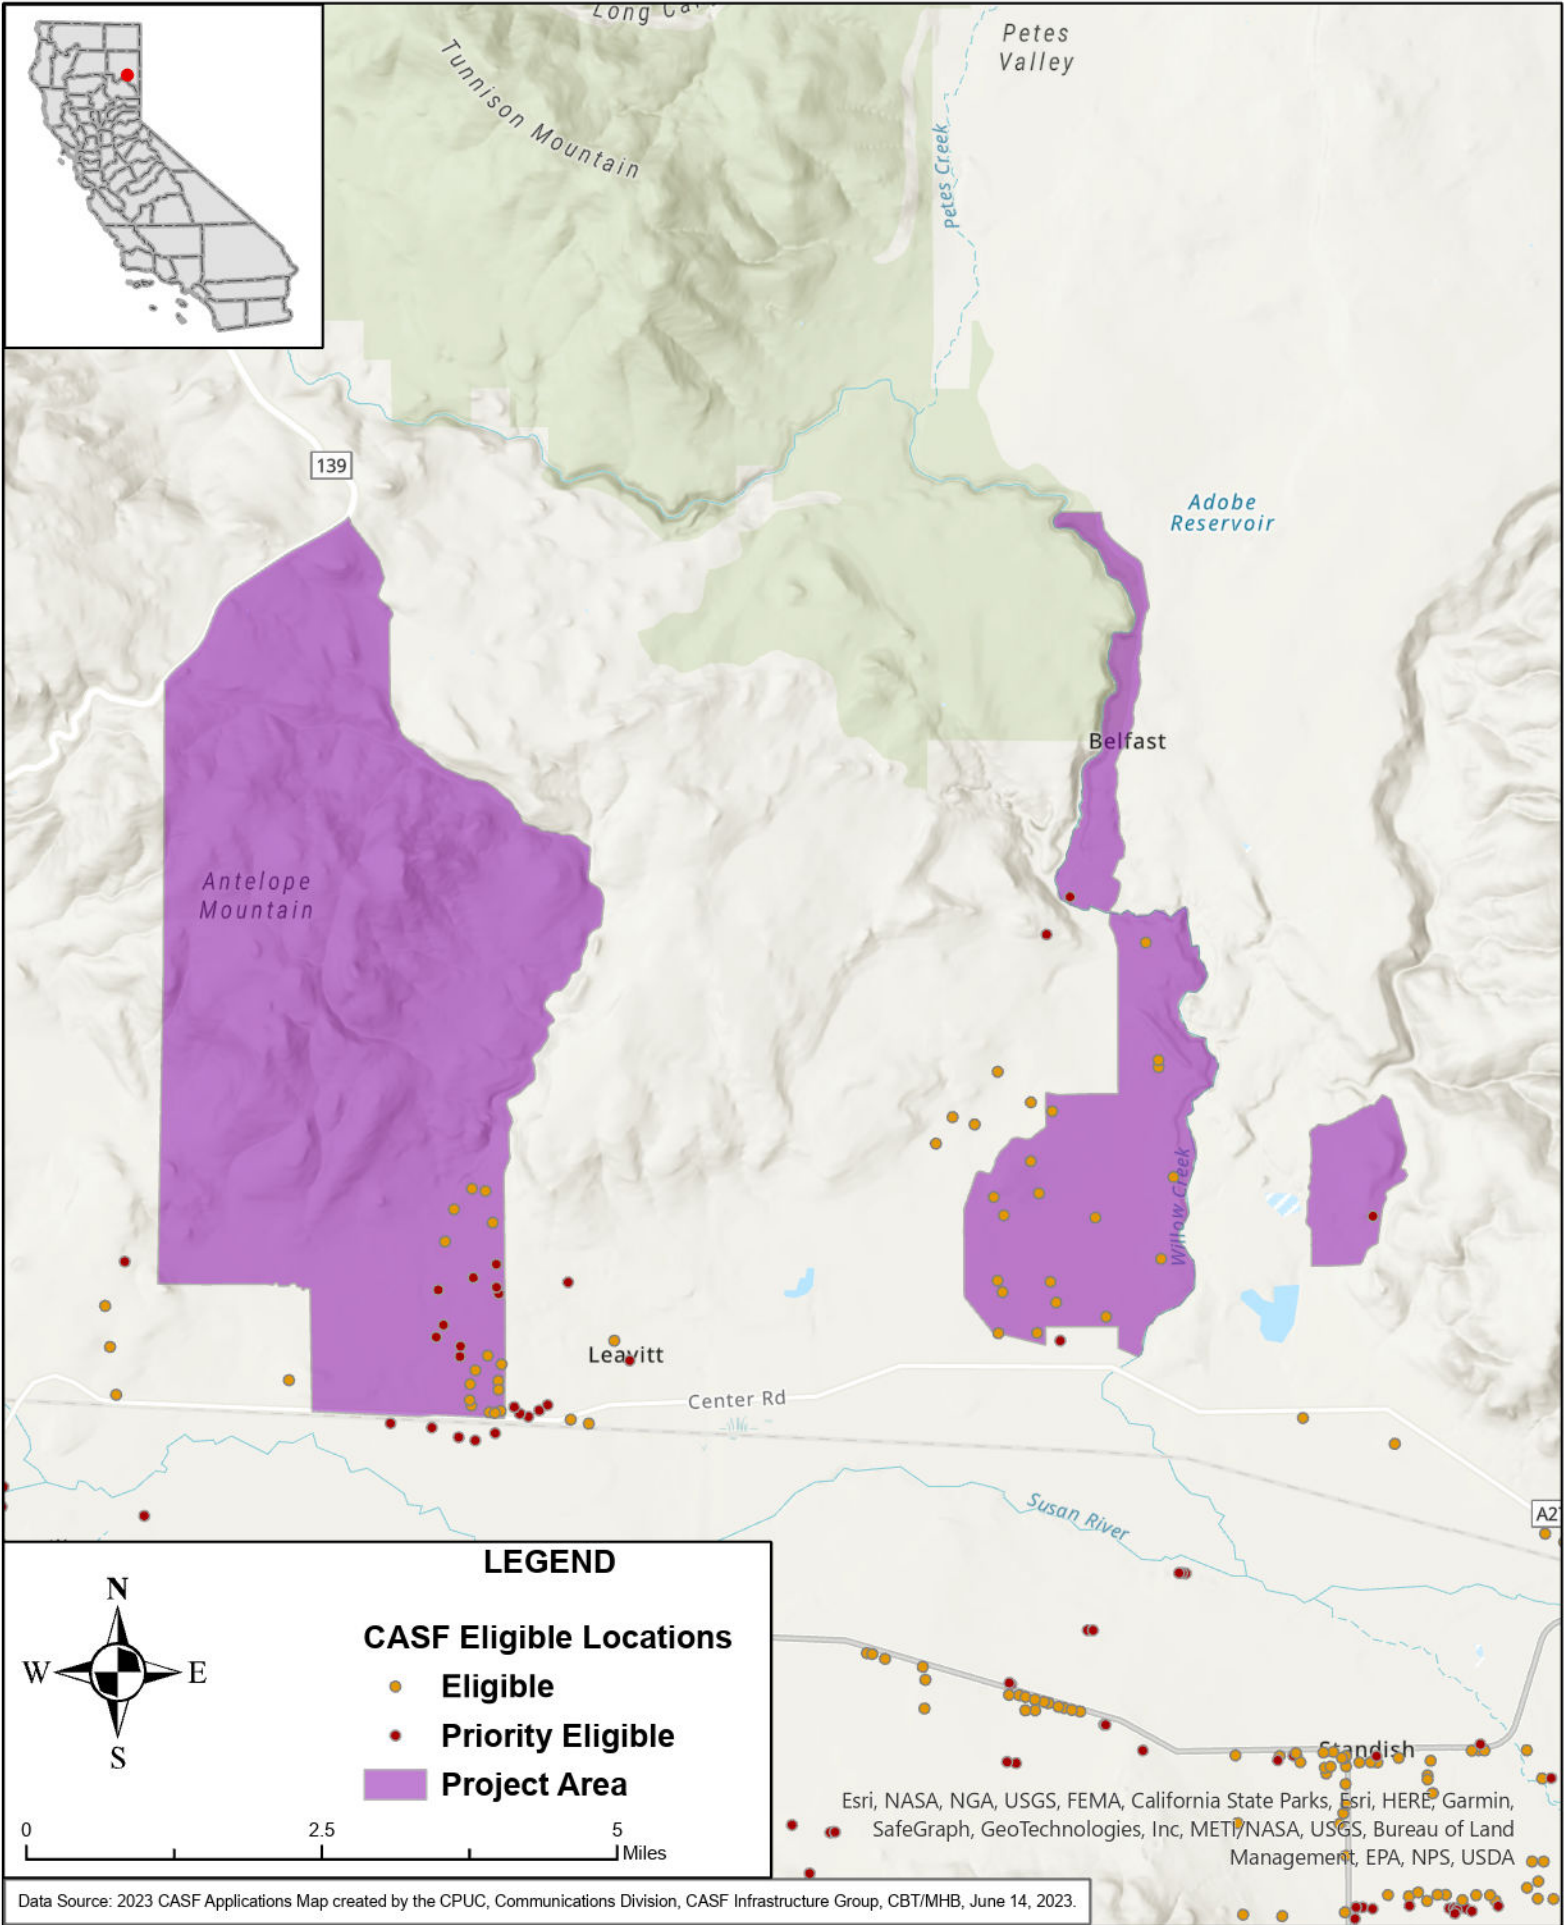 Petes
Valley
Tunnison Mountain
Petes Creek
139
Adobe
Reservoir
Belfast
Antelope
Mountain
Willow Creek
Leavitt
Center Rd
Susan River
LEGEND
N
W
E
S
CASF Eligible Locations
Eligible
Priority Eligible
Project Area
0 2.5 5
Miles
Standish
Esri, NASA, NGA, USGS, FEMA, California State Parks, Esri, HERE, Garmin,
SafeGraph, GeoTechnologies, Inc, METI/NASA, USGS, Bureau of Land
Management, EPA, NPS, USDA
Data Source: 2023 CASF Applications Map created by the CPUC, Communications Division, CASF Infrastructure Group, CBT/MHB, June 14, 2023.